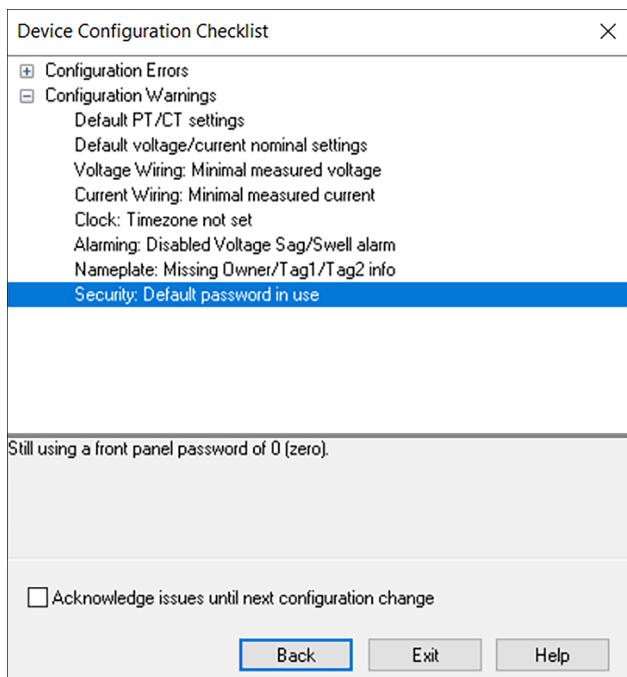 Device Configuration Checklist
Configuration Errors
Configuration Warnings
Default PT/CT settings
Default voltage/current nominal settings
Voltage Wiring: Minimal measured voltage
Current Wiring: Minimal measured current
Clock: Timezone not set
Alarming: Disabled Voltage Sag/Swell alarm
Nameplate: Missing Owner/Tag1/Tag2 info
Security: Default password in use
Still using a front panel password of 0 (zero).
Acknowledge issues until next configuration change
Back Exit Help